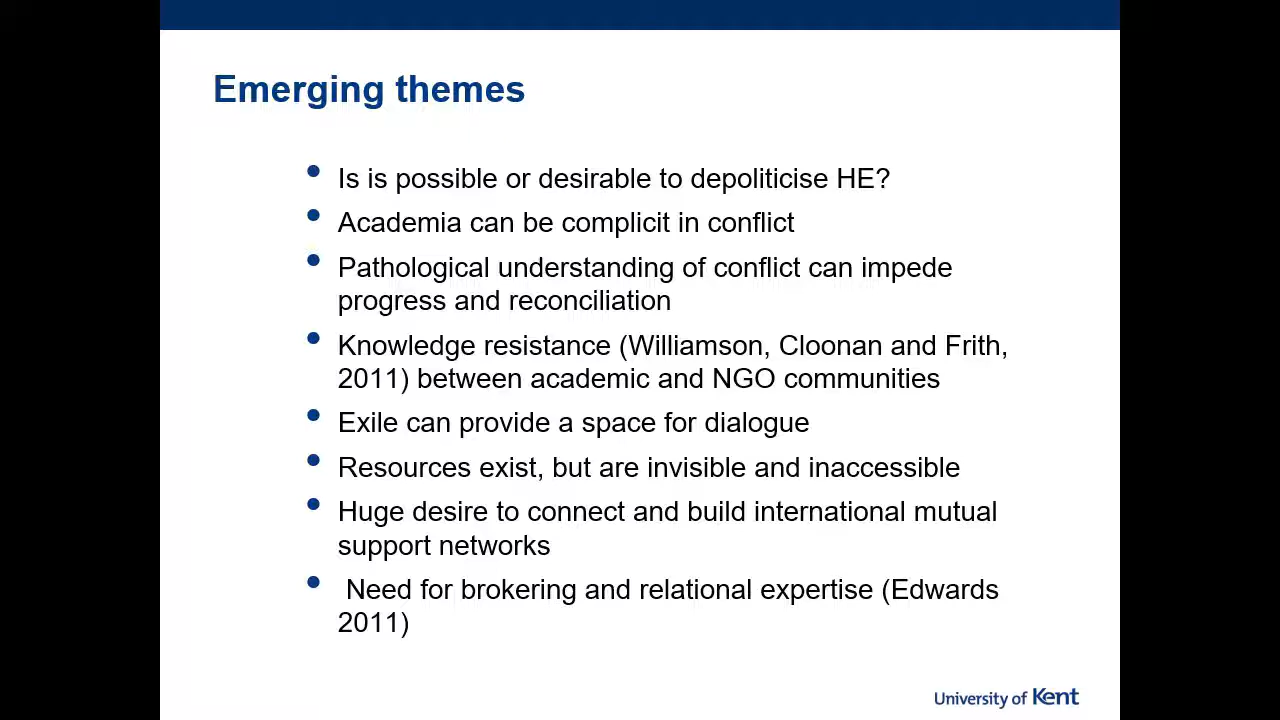 Emerging themes
• Is is possible or desirable to depoliticise HE?
• Academia can be complicit in conflict
• Pathological understanding of conflict can impede
progress and reconciliation
• Knowledge resistance (Williamson, Cloonan and Frith,
2011) between academic and NGO communities
• Exile can provide a space for dialogue
• Resources exist, but are invisible and inaccessible
• Huge desire to connect and build international mutual
support networks
• Need for brokering and relational expertise (Edwards
2011)
University of Kent